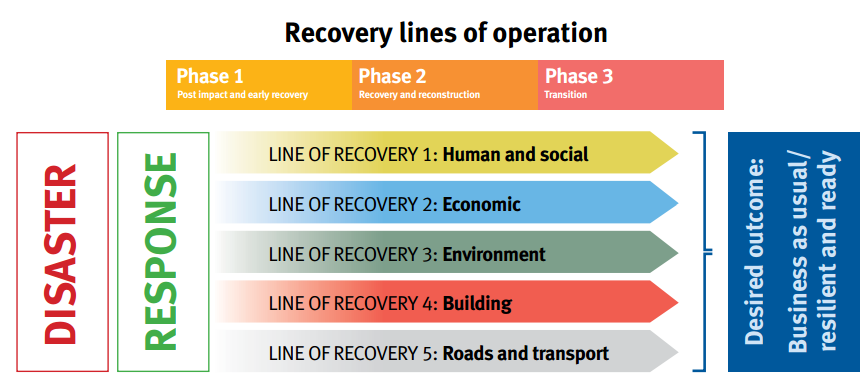 Recovery lines of operation
Phase 1
Post impact and early recovery
Phase 2
Recovery and reconstruction
Phase 3
Transition
DISASTER
RESPONSE
LINE OF RECOVERY 1: Human and social
LINE OF RECOVERY 2: Economic
LINE OF RECOVERY 3: Environment
LINE OF RECOVERY 4: Building
LINE OF RECOVERY 5: Roads and transport
Desired outcome:
Business as usual/
resilient and ready